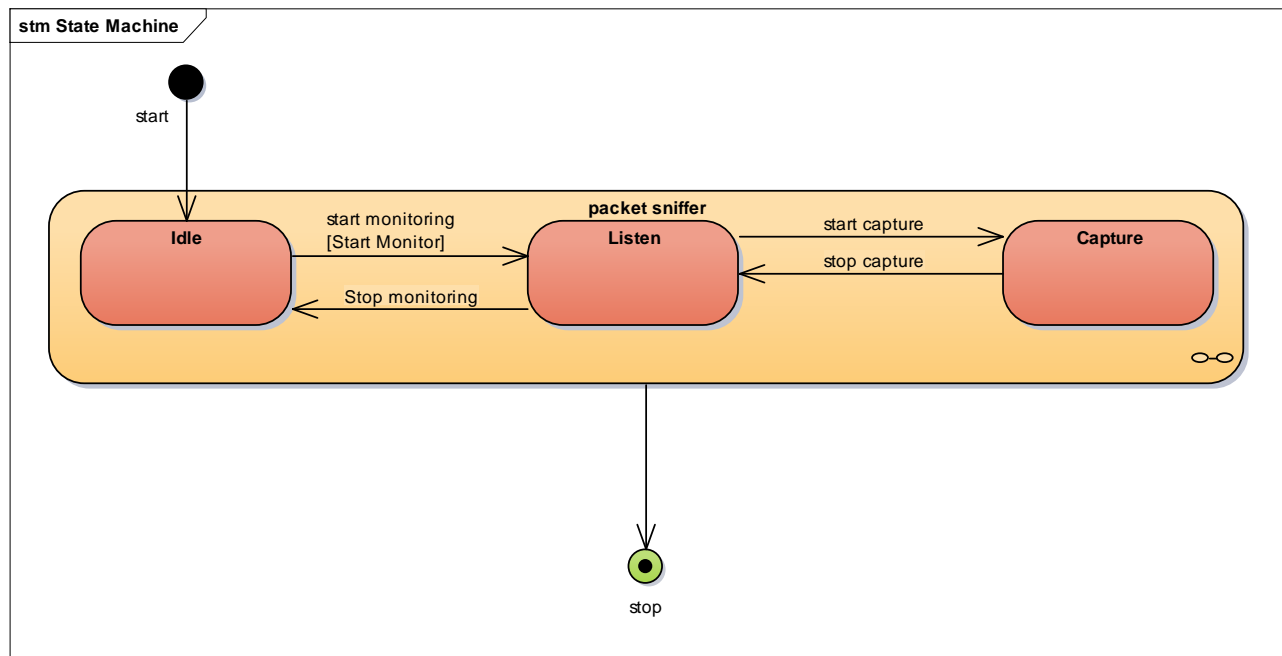 stm State Machine
start
packet sniffer
Idle
start monitoring
[Start Monitor]
Listen
start capture
Capture
stop capture
Stop monitoring
stop